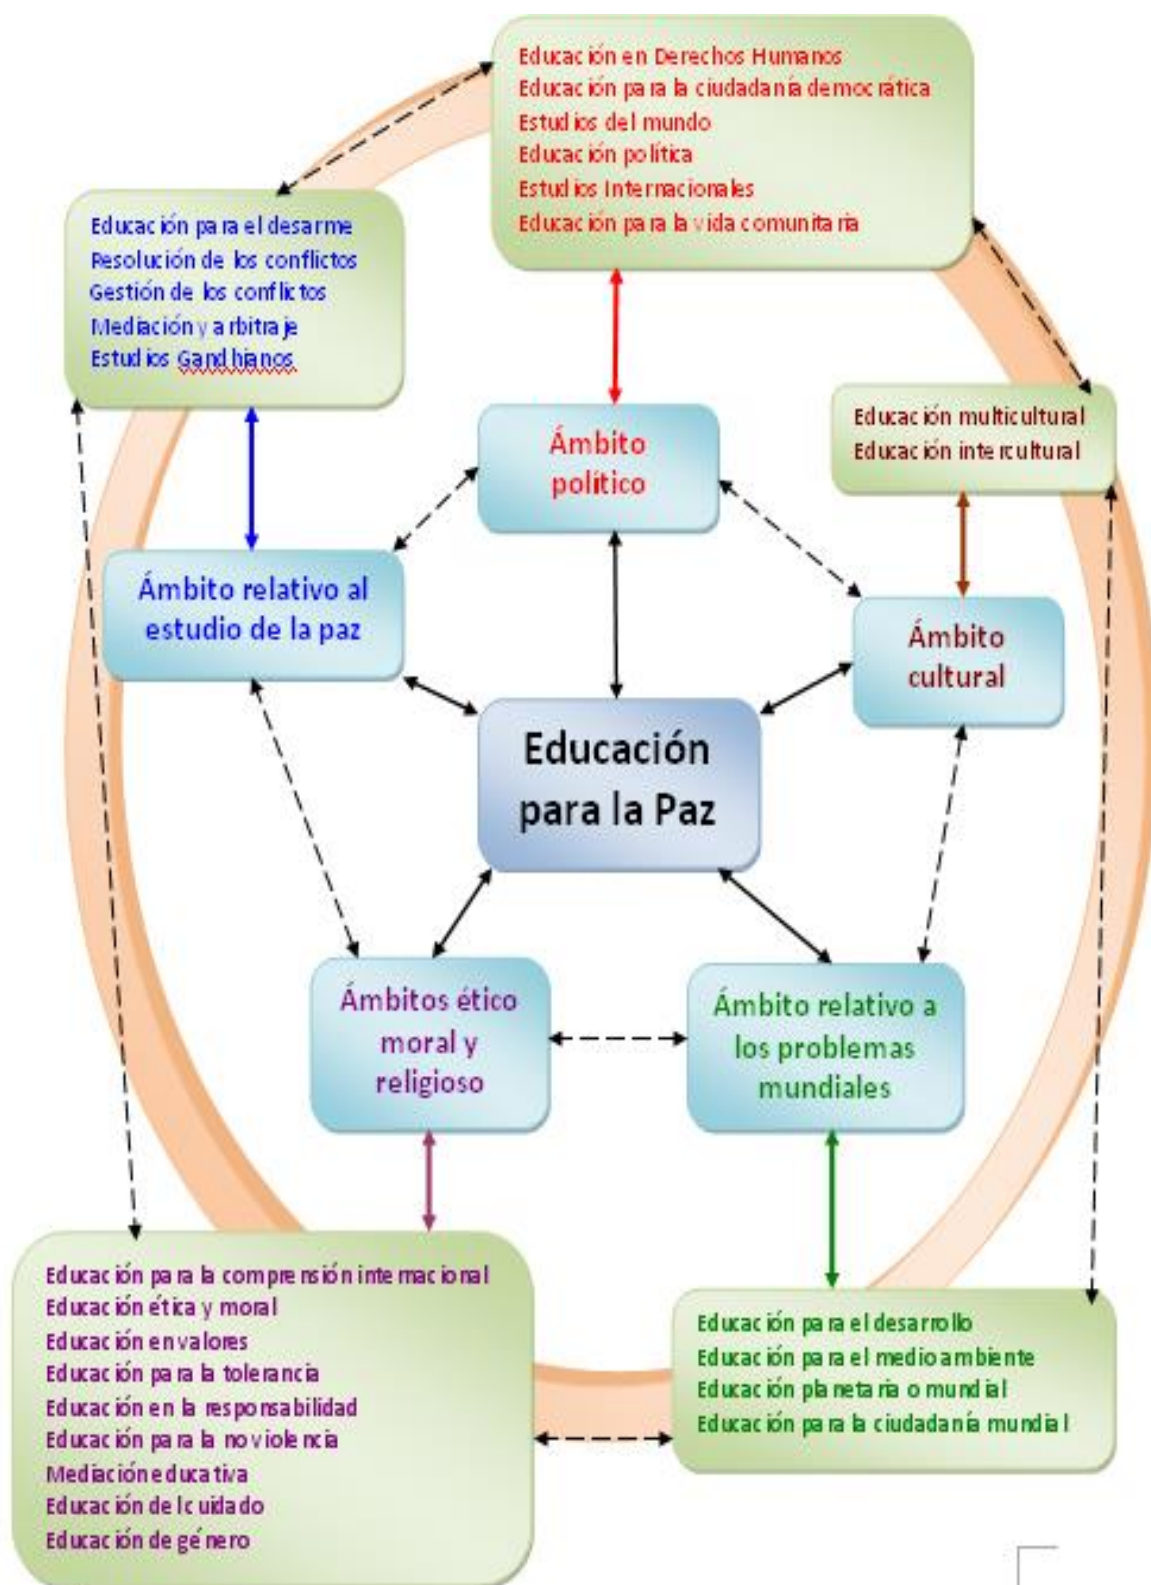 Educación en Derechos Humanos
Educación para la ciudadanía democrática
Estudios del mundo
Educación política
Estudios Internacionales
Educación para la vida comunitaria
Educación para el desarme
Resolución de los conflictos
Gestión de los conflictos
Mediación y arbitraje
Estudios Gandhianos
Educación multicultural
Educación intercultural
Ámbito
político
Ámbito relativo al
estudio de la paz
Ámbito
cultural
Educación
para la Paz
Ámbitos ético
moral y
religioso
Ámbito relativo a
los problemas
mundiales
Educación para la comprensión internacional
Educación ética y moral
Educación en valores
Educación para la tolerancia
Educación en la responsabilidad
Educación para la no violencia
Mediación educativa
Educación del cuidado
Educación de género
Educación para el desarrollo
Educación para el medio ambiente
Educación planetaria o mundial
Educación para la ciudadanía mundial